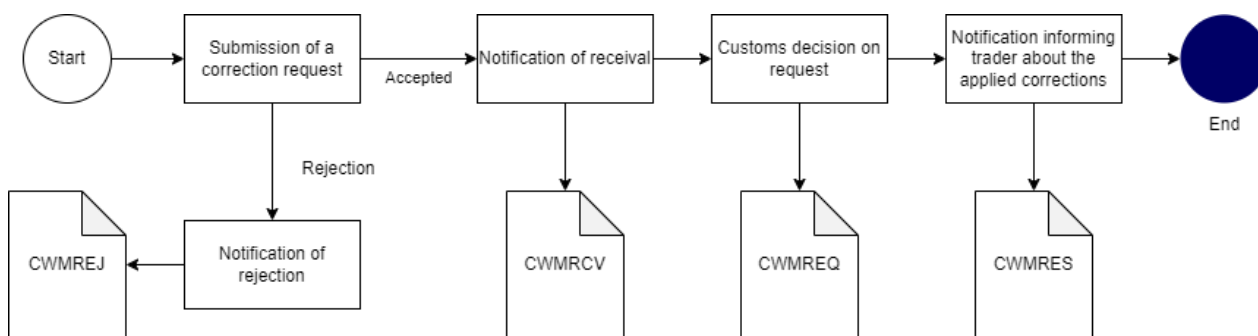 Start
Submission of a
correction request
Accepted
Notification of receival
Customs decision on
request
Notification informing
trader about the
applied corrections
End
Rejection
Notification of
rejection
CWMREJ
CWMRCV
CWMREQ
CWMRES